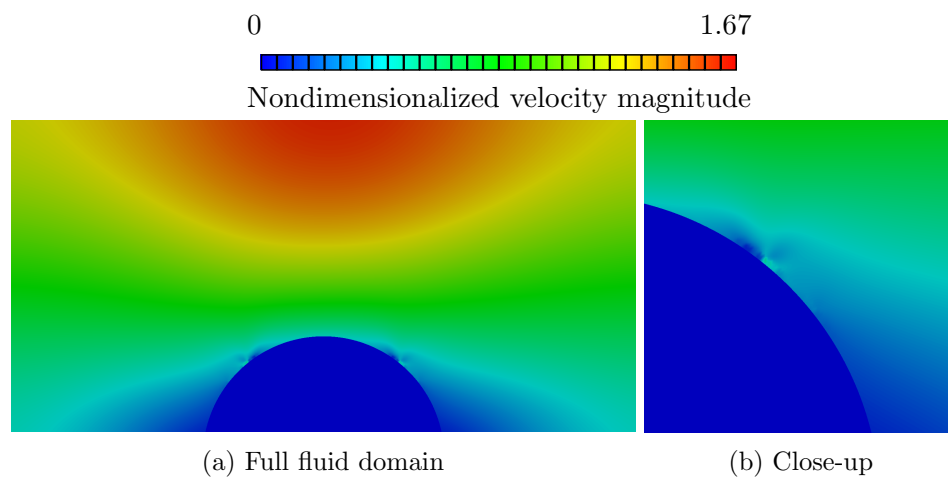 0 1.67
Nondimensionalized velocity magnitude
(a) Full fluid domain
(b) Close-up